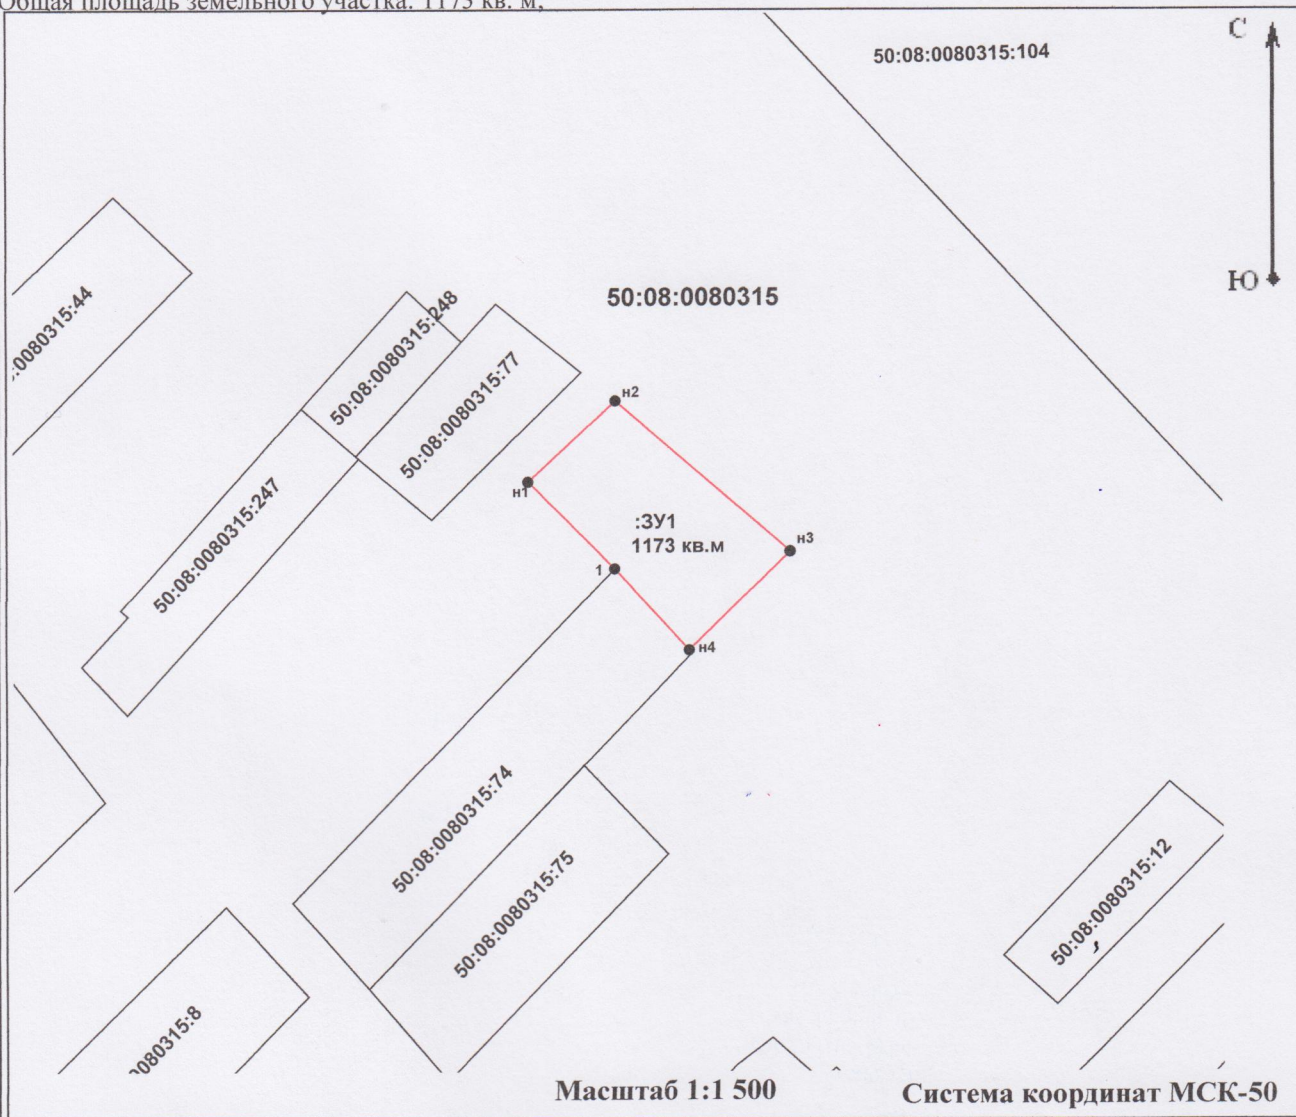 Общая площадь земельного участка: 1173 кв. м,
С
50:08:0080315:104
Ю
50:08:0080315
:0080315:44
50:08:0080315:248
50:08:0080315:77
н2
н1
:ЗУ1
1173 кв.м
н3
50:08:0080315:247
1
н4
50:08:0080315:74
50:08:0080315:75
50:08:0080315:12
0080315:8
Масштаб 1:1 500
Система координат МСК-50